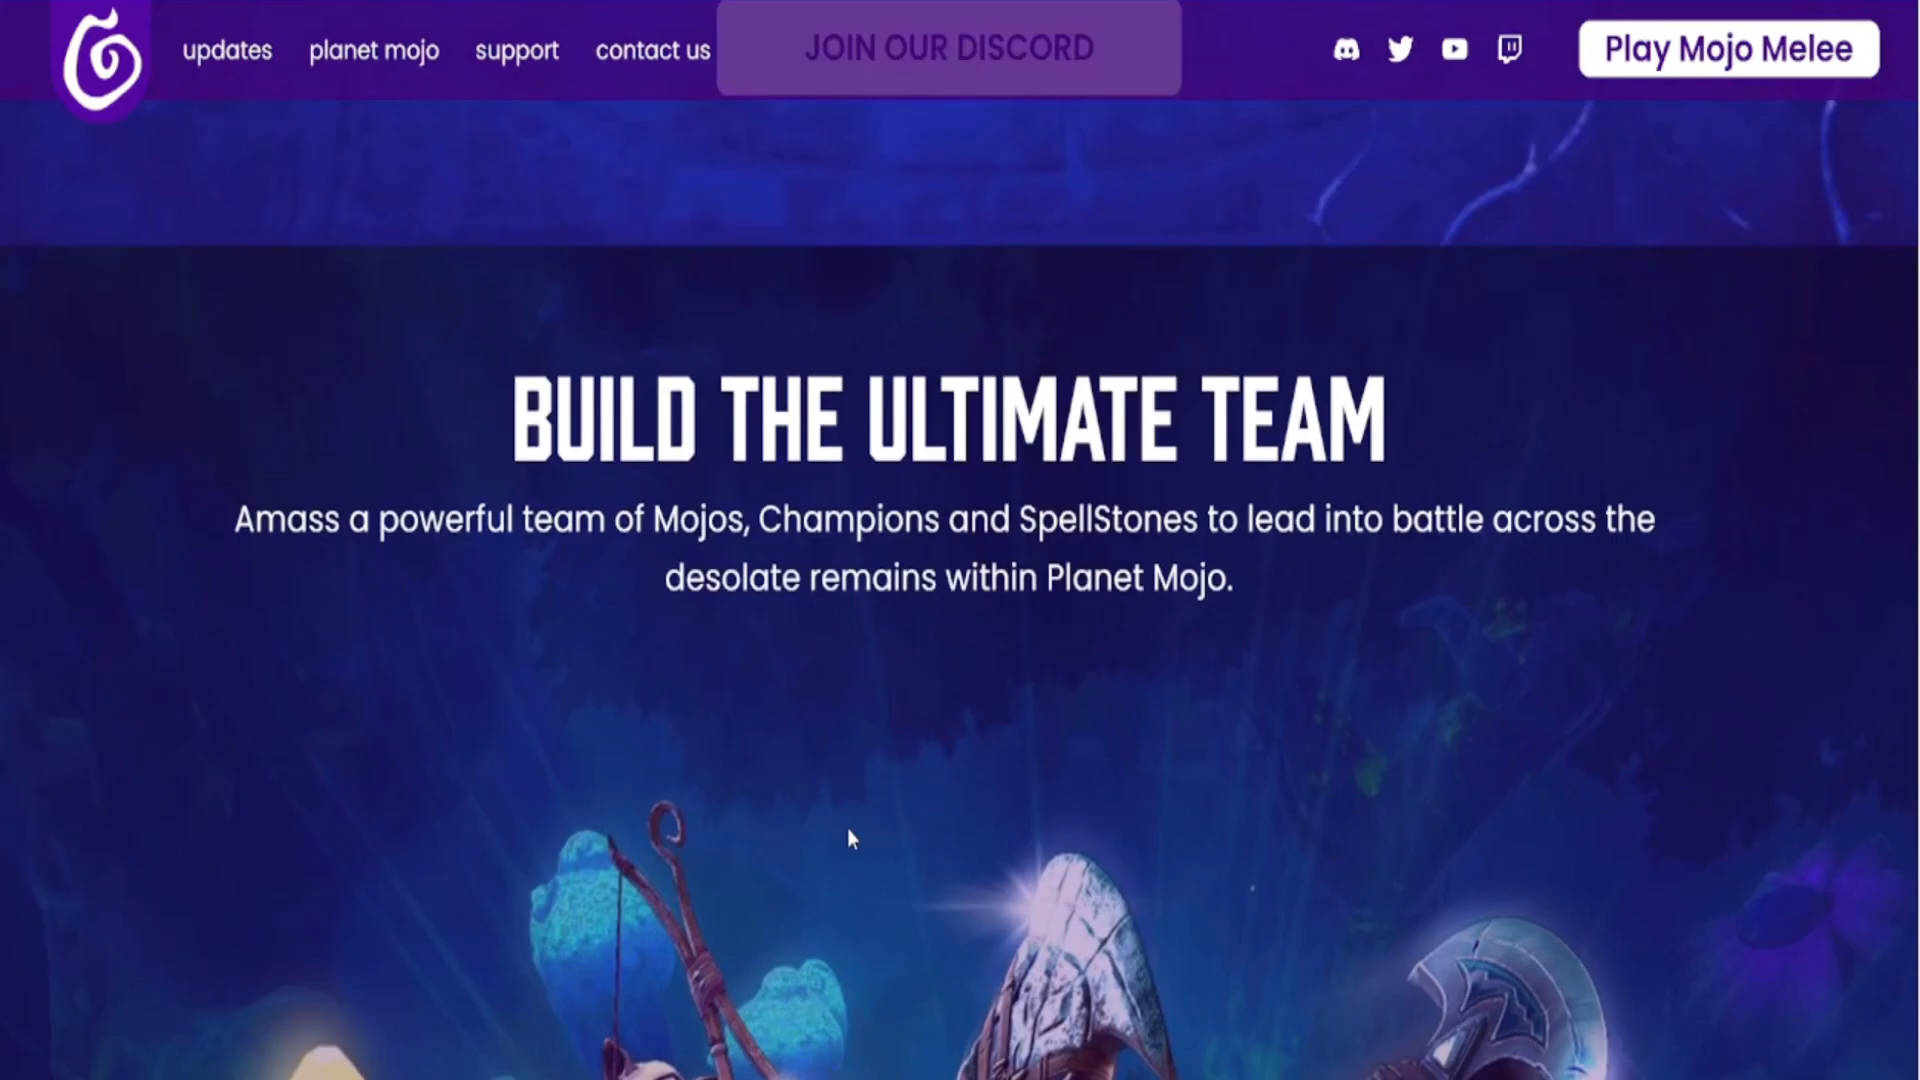 updates planet mojo support contact us JOIN OUR DISCORD Play Mojo Melee
BUILD THE ULTIMATE TEAM
Amass a powerful team of Mojos, Champions and SpellStones to lead into battle across the
desolate remains within Planet Mojo.